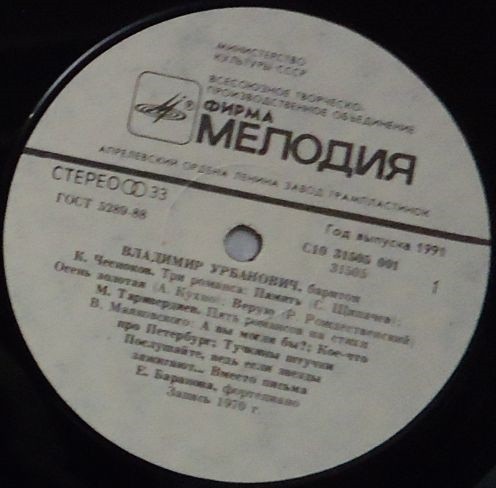 МИНИСТЕРСТВО
КУЛЬТУРЫ СССР
ВСЕСОЮЗНОЕ ТВОРЧЕСКО-
ПРОИЗВОДСТВЕННОЕ ОБЪЕДИНЕНИЕ
®
ФИРМА
МЕЛОДИЯ
АПРЕЛЕВСКИЙ ОРДЕНА ЛЕНИНА ЗАВОД ГРАМПЛАСТИНОК
СТЕРЕО 33
ГОСТ 5289-88
Год выпуска 1991
С10 31505 001
31505
1
ВЛАДИМИР УРБАНОВИЧ, баритон
К. Чесноков. Три романса: Память (С. Щипачев);
Осень золотая (А. Кухно); Верую (Р. Рождественский)
М. Таривердиев. Пять романсов на стихи
В. Маяковского: А вы могли бы?; Кое-что
про Петербург; Тучкины штучки
Послушайте, ведь если звезды
зажигают... Вместо письма
Е. Баранова, фортепиано
Запись 1970 г.